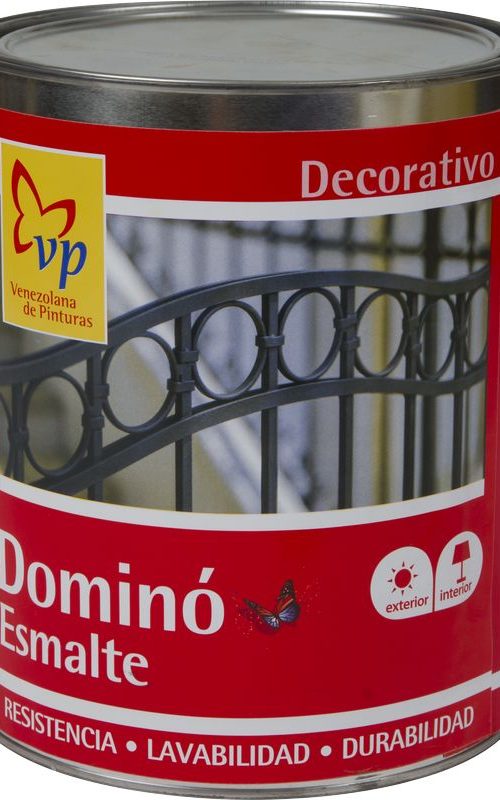 Decorativo
vp
Venezolana
de Pinturas
Dominó
Esmalte
exterior
interior
RESISTENCIA • LAVABILIDAD • DURABILIDAD